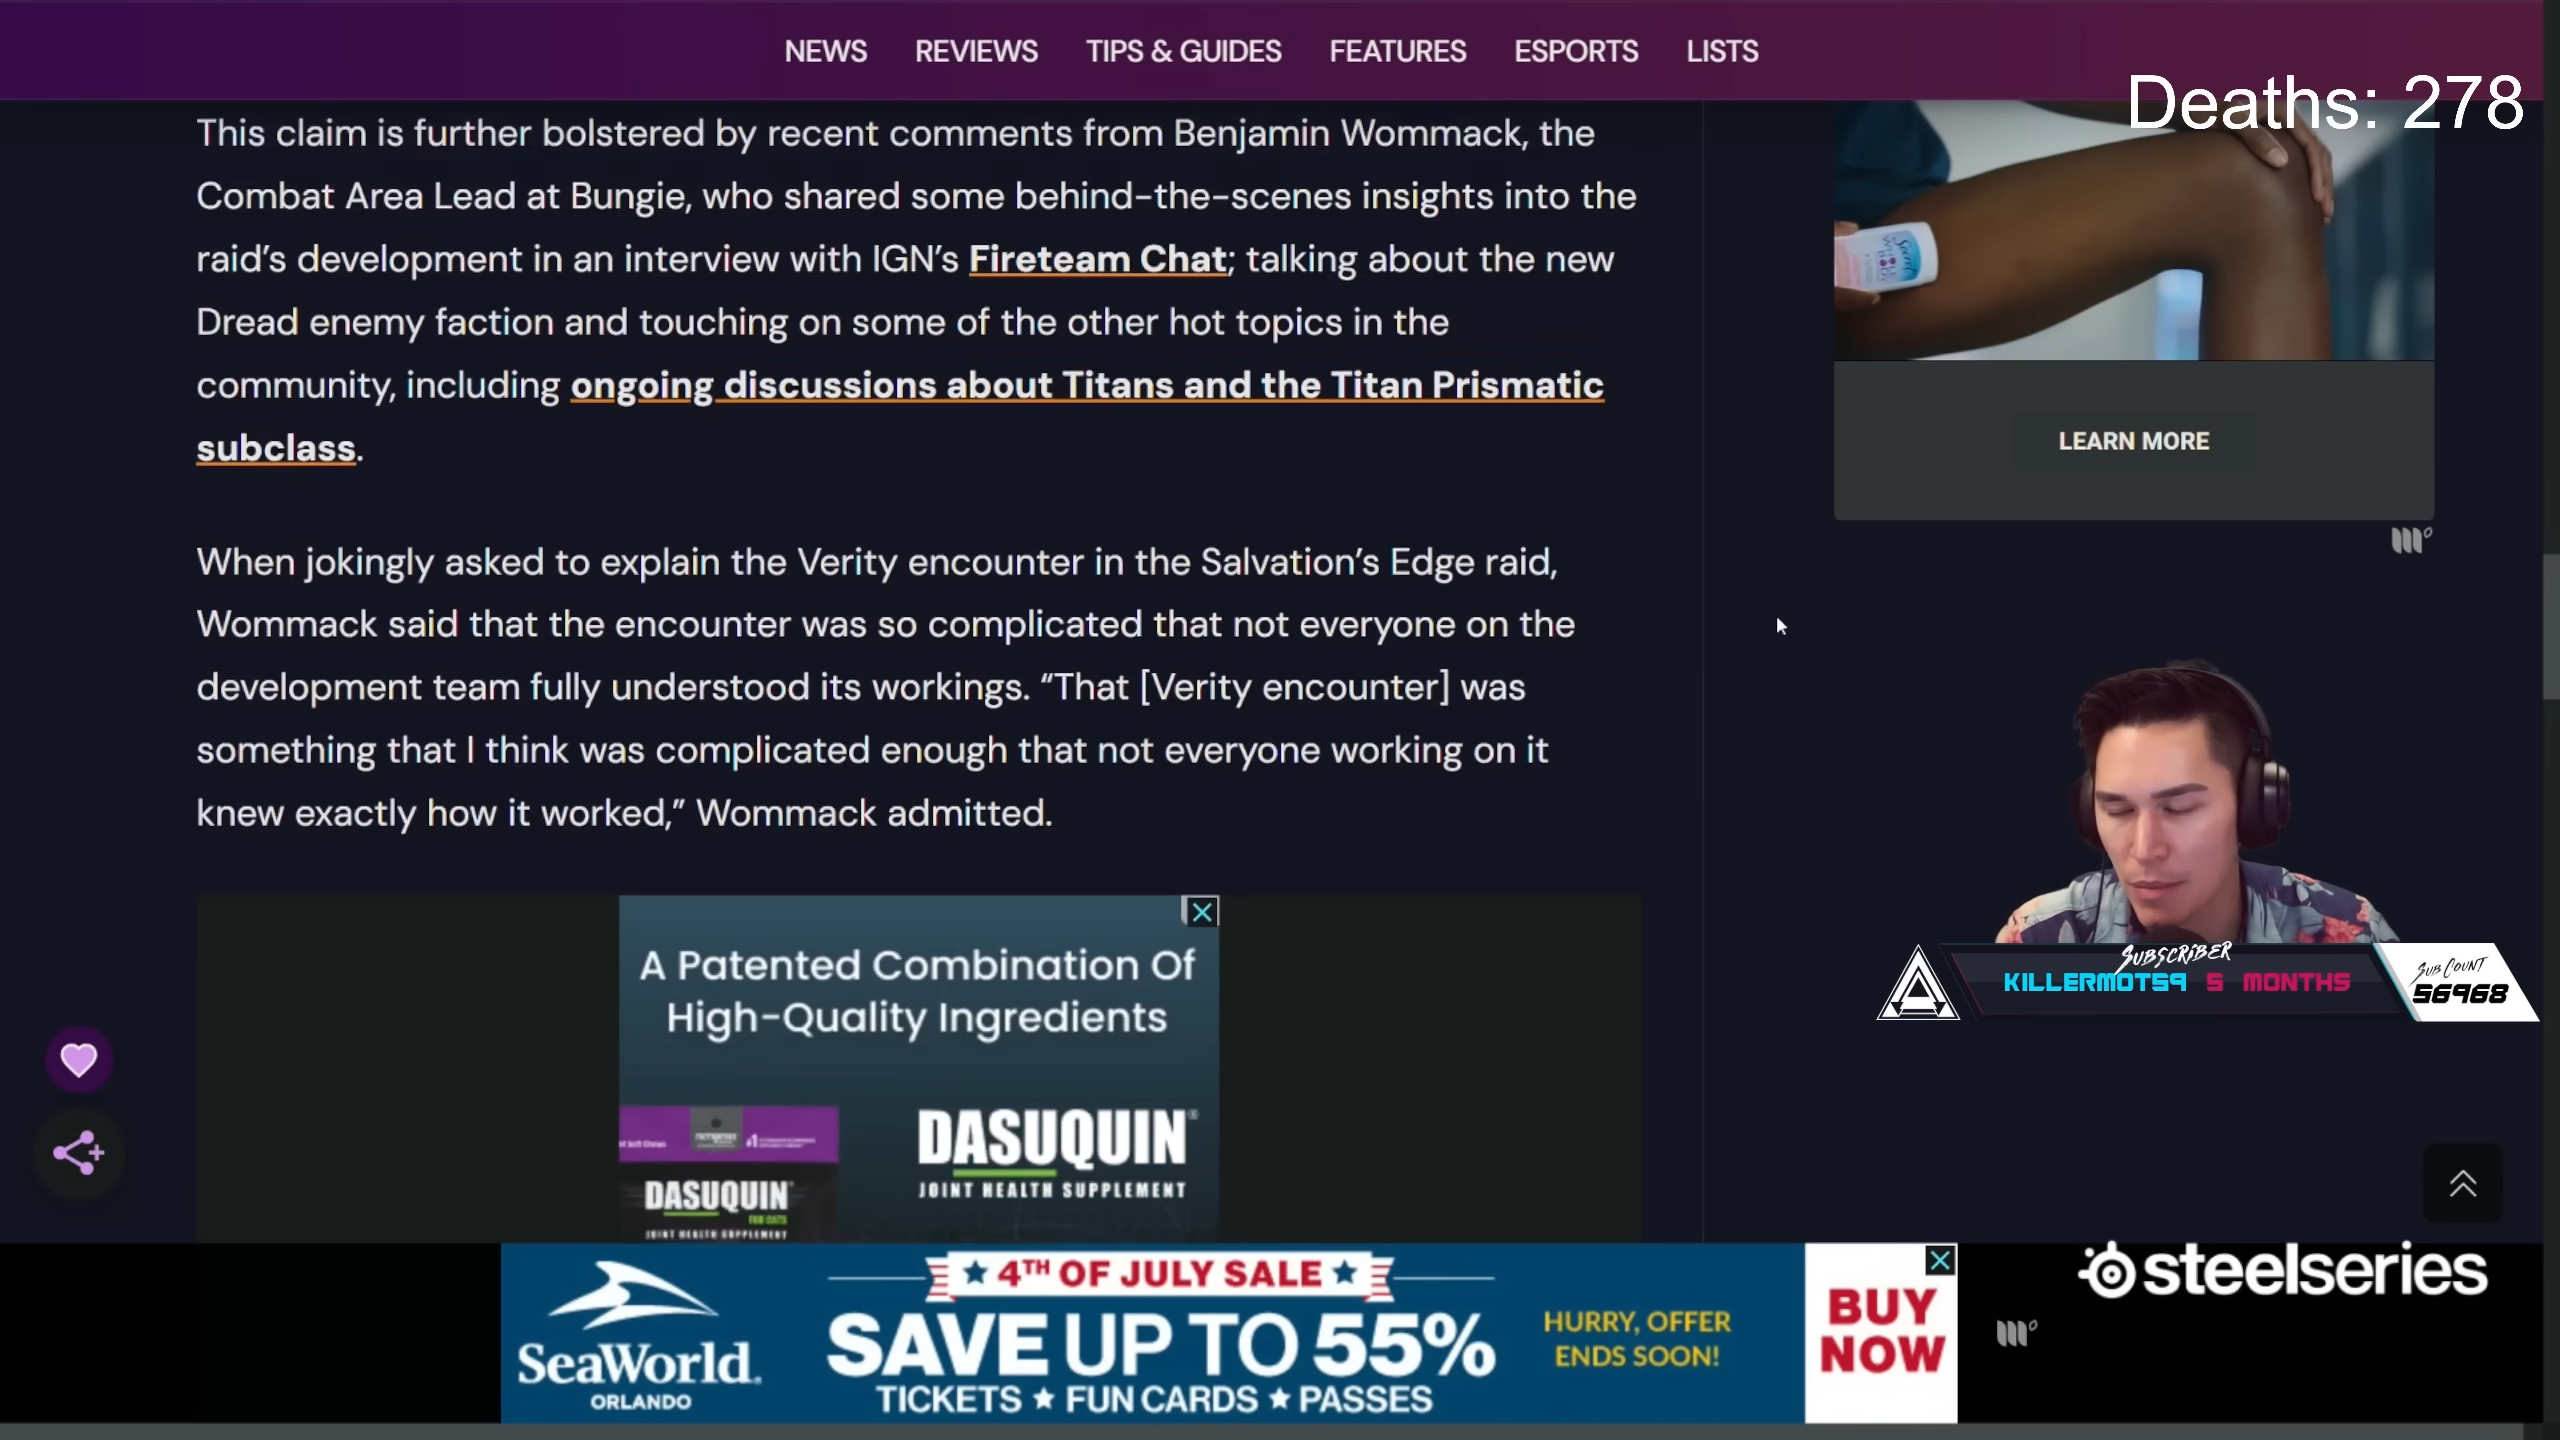 NEWS REVIEWS TIPS & GUIDES FEATURES ESPORTS LISTS
Deaths: 278
This claim is further bolstered by recent comments from Benjamin Wommack, the
Combat Area Lead at Bungie, who shared some behind-the-scenes insights into the
raid’s development in an interview with IGN’s Fireteam Chat; talking about the new
Dread enemy faction and touching on some of the other hot topics in the
community, including ongoing discussions about Titans and the Titan Prismatic
subclass.
LEARN MORE
When jokingly asked to explain the Verity encounter in the Salvation’s Edge raid,
Wommack said that the encounter was so complicated that not everyone on the
development team fully understood its workings. “That [Verity encounter] was
something that I think was complicated enough that not everyone working on it
knew exactly how it worked,” Wommack admitted.
SUBSCRIBER
KILLERMOT59 5 MONTHS
SUB COUNT
56968
A Patented Combination Of
High-Quality Ingredients
DASUQUIN®
JOINT HEALTH SUPPLEMENT
DASUQUIN
FOR CATS
JOINT HEALTH SUPPLEMENT
SeaWorld®
ORLANDO
4TH OF JULY SALE
SAVE UP TO 55%
TICKETS ★ FUN CARDS ★ PASSES
HURRY, OFFER
ENDS SOON!
BUY
NOW
steelseries